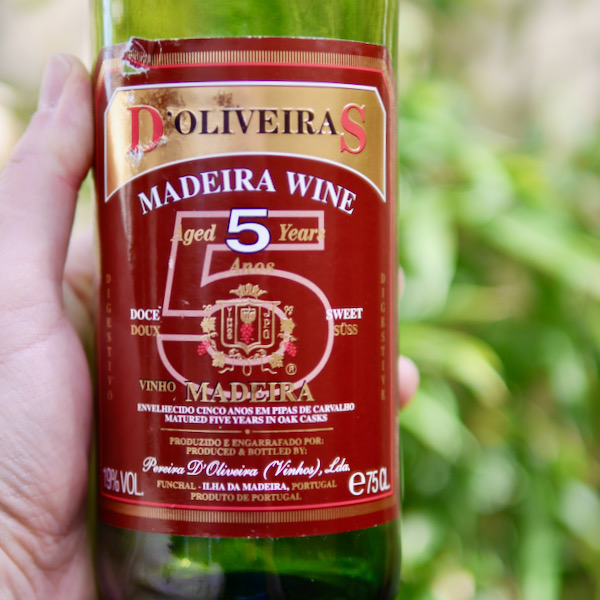 D'OLIVEIRAS
MADEIRA WINE
Aged 5 Years
Anos
5
DOCE SWEET
DOUX SÜSS
DIGESTIVO
DIGESTIVE
®
VINHO MADEIRA
ENVELHECIDO CINCO ANOS EM PIPAS DE CARVALHO
MATURED FIVE YEARS IN OAK CASKS
PRODUZIDO E ENGARRAFADO POR:
PRODUCED & BOTTLED BY:
Pereira D'Oliveira (Vinhos), Lda.
19% VOL. FUNCHAL - ILHA DA MADEIRA, PORTUGAL e 75 CL
PRODUTO DE PORTUGAL